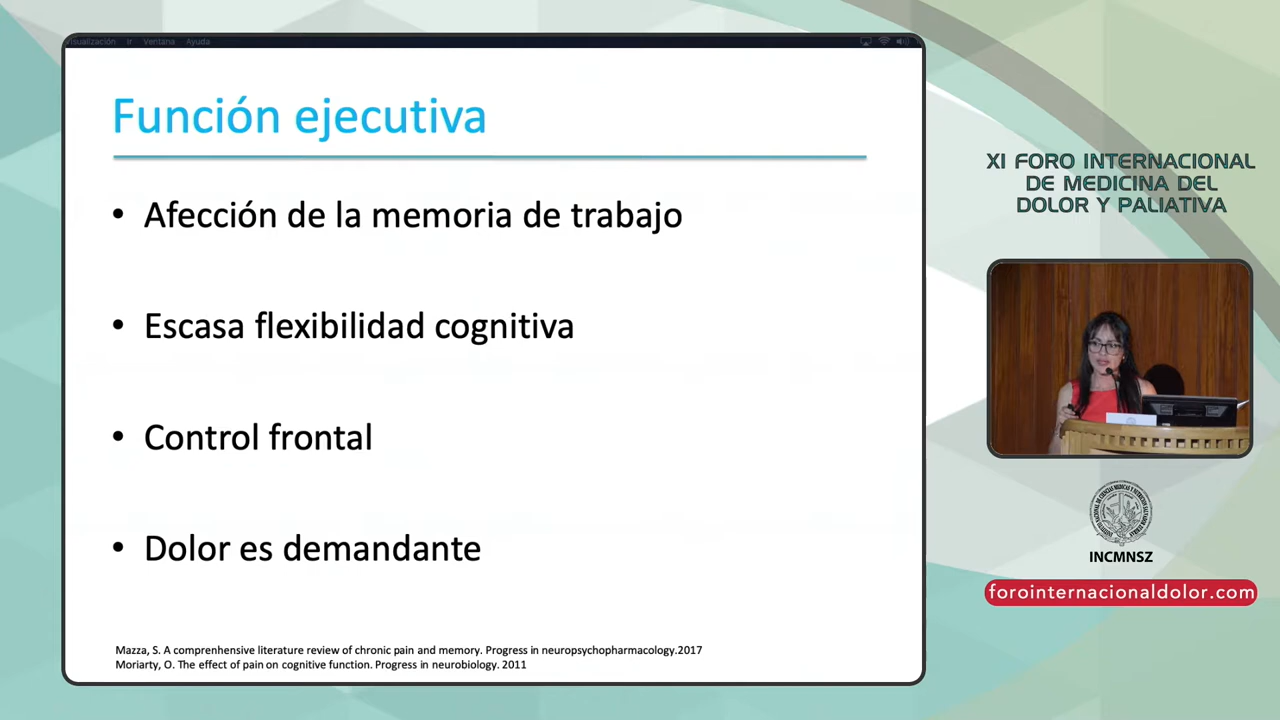 Visualización Ir Ventana Ayuda
Función ejecutiva
• Afección de la memoria de trabajo
• Escasa flexibilidad cognitiva
• Control frontal
• Dolor es demandante
Mazza, S. A comprenhensive literature review of chronic pain and memory. Progress in neuropsychopharmacology.2017
Moriarty, O. The effect of pain on cognitive function. Progress in neurobiology. 2011
XI FORO INTERNACIONAL
DE MEDICINA DEL
DOLOR Y PALIATIVA
INCMNSZ
forointernacionaldolor.com